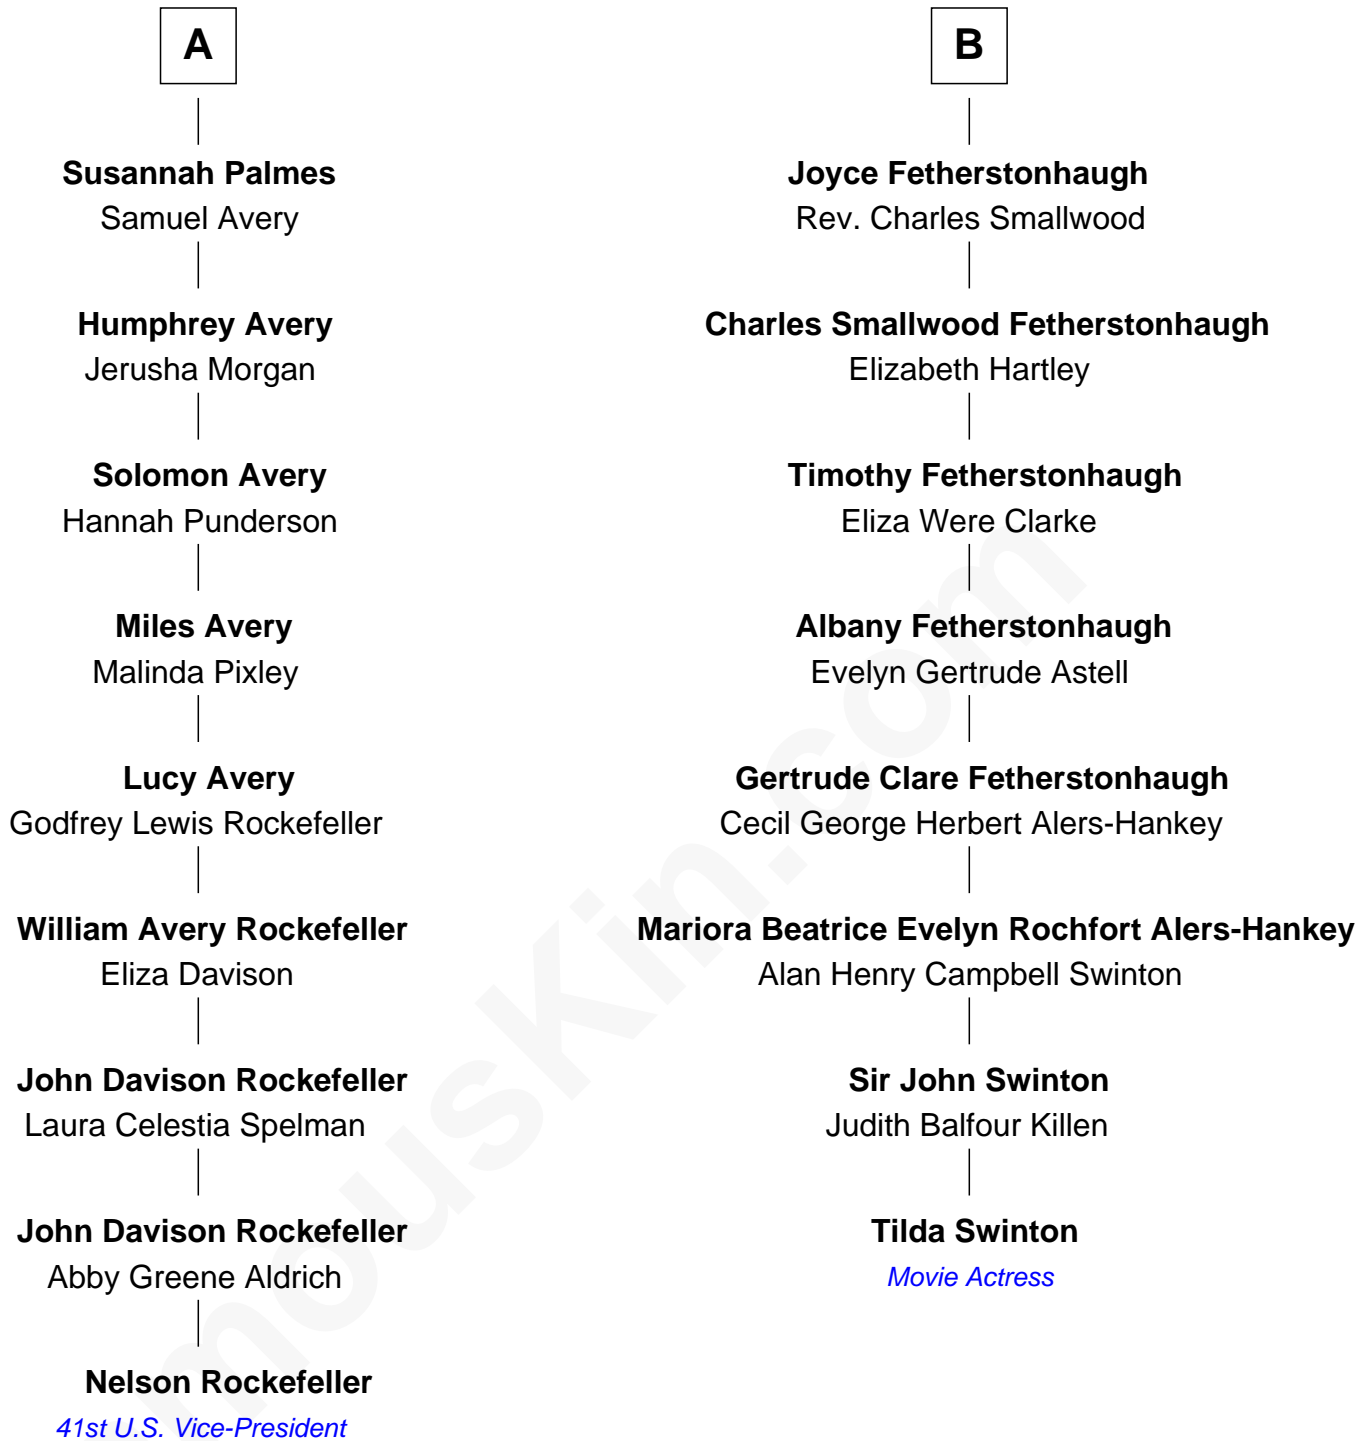 A
Susannah Palmes
Samuel Avery
Humphrey Avery
Jerusha Morgan
Solomon Avery
Hannah Punderson
Miles Avery
Malinda Pixley
Lucy Avery
Godfrey Lewis Rockefeller
William Avery Rockefeller
Eliza Davison
John Davison Rockefeller
Laura Celestia Spelman
John Davison Rockefeller
Abby Greene Aldrich
Nelson Rockefeller
41st U.S. Vice-President
B
Joyce Fetherstonhaugh
Rev. Charles Smallwood
Charles Smallwood Fetherstonhaugh
Elizabeth Hartley
Timothy Fetherstonhaugh
Eliza Were Clarke
Albany Fetherstonhaugh
Evelyn Gertrude Astell
Gertrude Clare Fetherstonhaugh
Cecil George Herbert Alers-Hankey
Mariora Beatrice Evelyn Rochfort Alers-Hankey
Alan Henry Campbell Swinton
Sir John Swinton
Judith Balfour Killen
Tilda Swinton
Movie Actress
mousKin.com